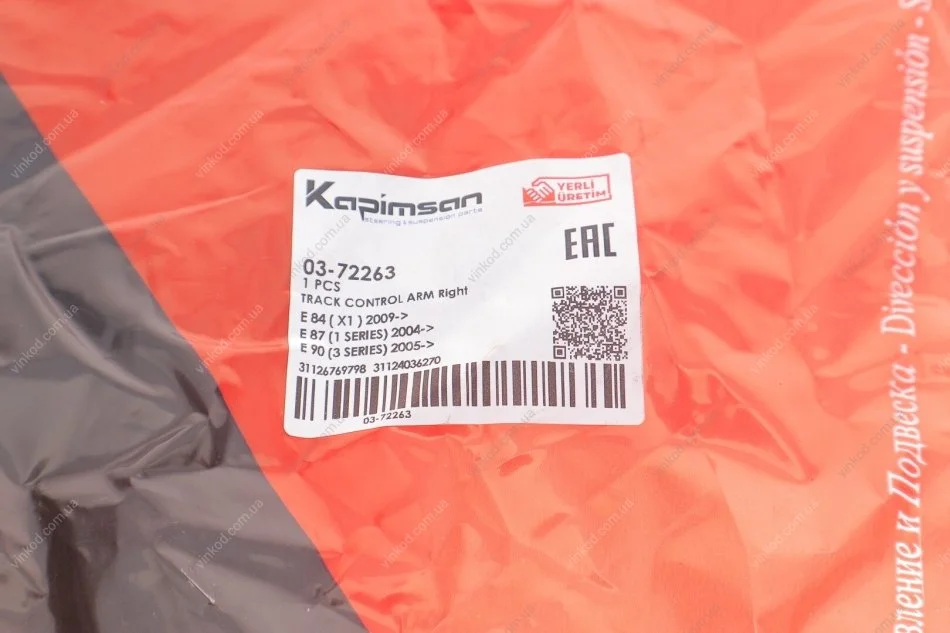 Kapimsan
steering & suspension parts
YERLİ
ÜRETİM
EAC
03-72263
1 PCS
TRACK CONTROL ARM Right
E 84 ( X1 ) 2009->
E 87 (1 SERIES) 2004->
E 90 (3 SERIES) 2005->
31126769798 31124036270
03-72263
вление и Подвеска - Dirección y suspensión - S
vinkod.com.ua